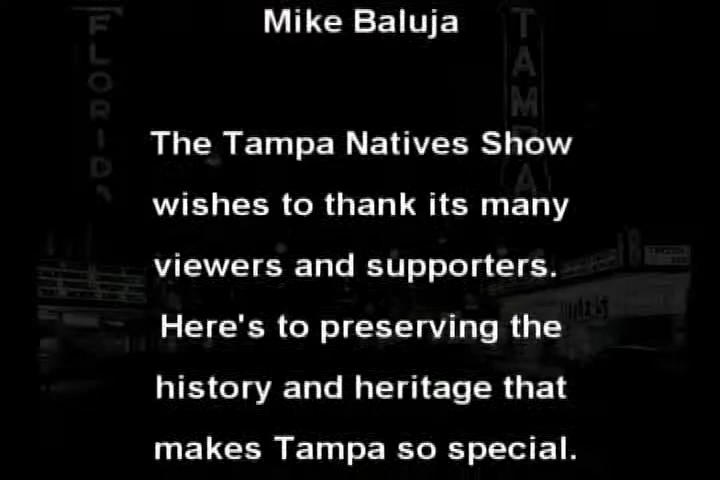 Mike Baluja
FLORIDA
TAMPA
The Tampa Natives Show
wishes to thank its many
viewers and supporters.
Here's to preserving the
history and heritage that
makes Tampa so special.